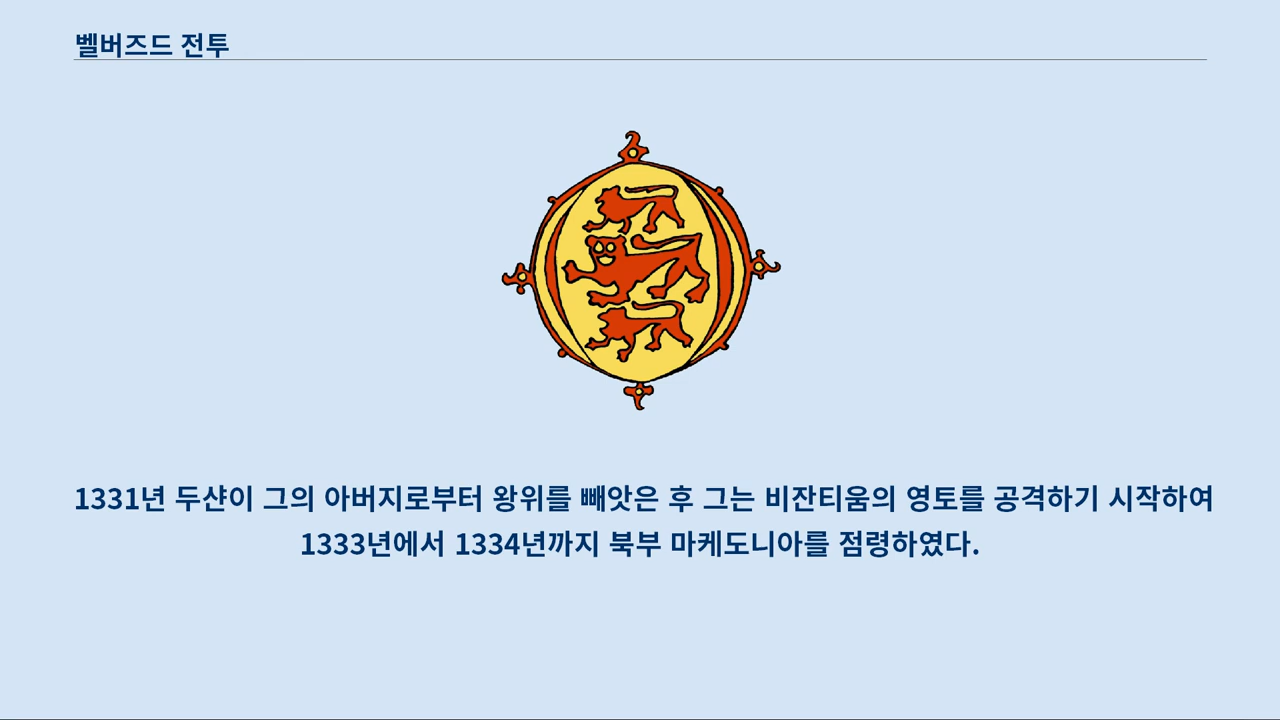 벨버즈드 전투
1331년 두샨이 그의 아버지로부터 왕위를 빼앗은 후 그는 비잔티움의 영토를 공격하기 시작하여
1333년에서 1334년까지 북부 마케도니아를 점령하였다.